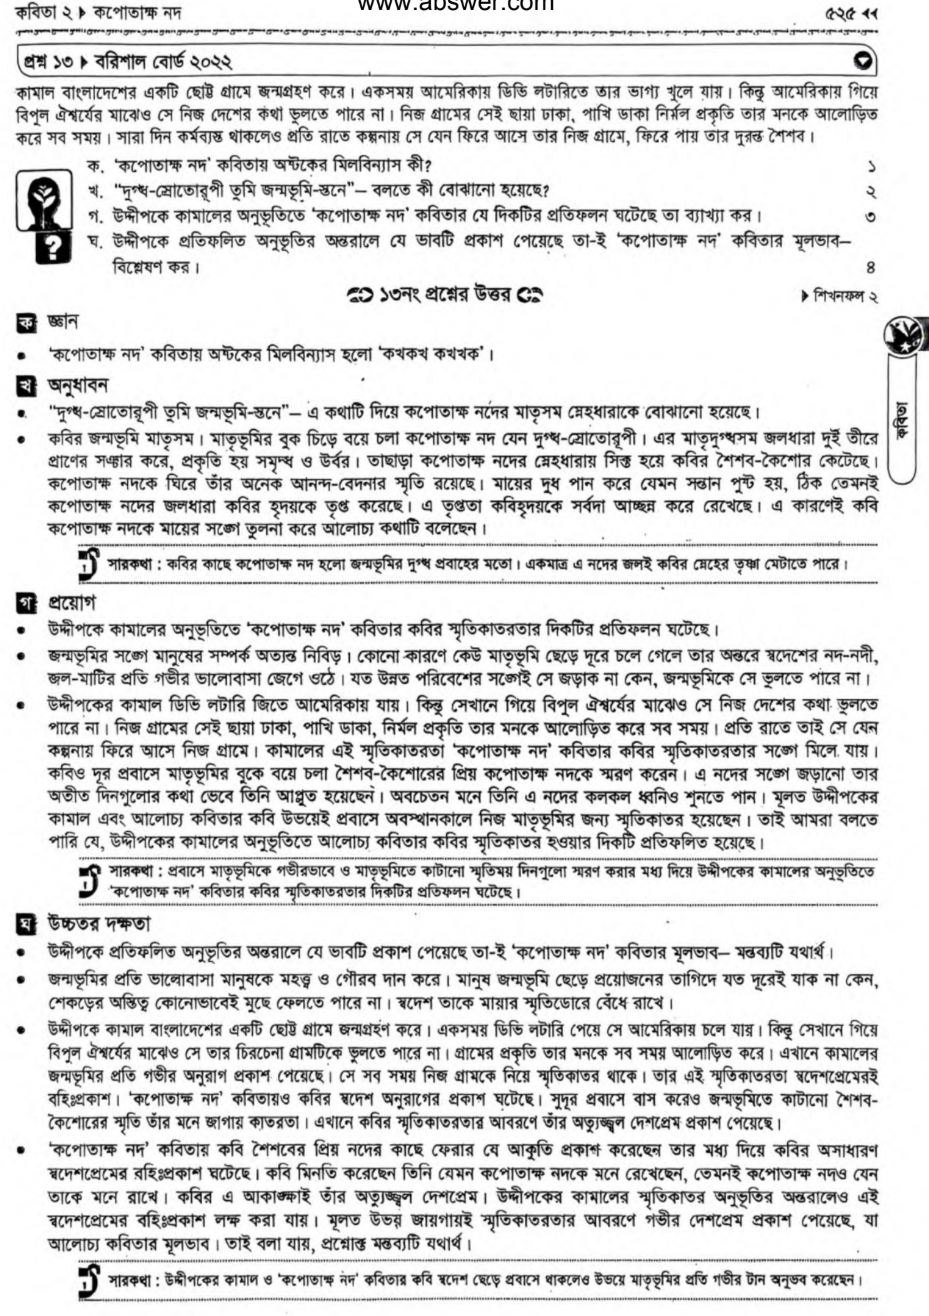 www.abswer.com
কবিতা ২ ▶ কপোতাক্ষ নদ
৫২৫ ◀◀
প্রশ্ন ১৩ ▶ বরিশাল বোর্ড ২০২২
কামাল বাংলাদেশের একটি ছোট্ট গ্রামে জন্মগ্রহণ করে। একসময় আমেরিকায় ডিভি লটারিতে তার ভাগ্য খুলে যায়। কিন্তু আমেরিকায় গিয়ে
বিপুল ঐশ্বর্যের মাঝেও সে নিজ দেশের কথা ভুলতে পারে না। নিজ গ্রামের সেই ছায়া ঢাকা, পাখি ডাকা নির্মল প্রকৃতি তার মনকে আলোড়িত
করে সব সময়। সারা দিন কর্মব্যস্ত থাকলেও প্রতি রাতে কল্পনায় সে যেন ফিরে আসে তার নিজ গ্রামে, ফিরে পায় তার দুরন্ত শৈশব।
ক. ‘কপোতাক্ষ নদ’ কবিতায় অষ্টকের মিলবিন্যাস কী? ১
খ. “দুগ্ধ-স্রোতোরূপী তুমি জন্মভূমি-স্তনে”– বলতে কী বোঝানো হয়েছে? ২
গ. উদ্দীপকে কামালের অনুভূতিতে ‘কপোতাক্ষ নদ’ কবিতার যে দিকটির প্রতিফলন ঘটেছে তা ব্যাখ্যা কর। ৩
ঘ. উদ্দীপকে প্রতিফলিত অনুভূতির অন্তরালে যে ভাবটি প্রকাশ পেয়েছে তা-ই ‘কপোতাক্ষ নদ’ কবিতার মূলভাব–
বিশ্লেষণ কর। ৪
১৩নং প্রশ্নের উত্তর
▶ শিখনফল ২
ক জ্ঞান
• ‘কপোতাক্ষ নদ’ কবিতায় অষ্টকের মিলবিন্যাস হলো ‘কখকখ কখখক’।
খ অনুধাবন
• “দুগ্ধ-স্রোতোরূপী তুমি জন্মভূমি-স্তনে”– এ কথাটি দিয়ে কপোতাক্ষ নদের মাতৃসম স্নেহধারাকে বোঝানো হয়েছে।
• কবির জন্মভূমি মাতৃসম। মাতৃভূমির বুক চিড়ে বয়ে চলা কপোতাক্ষ নদ যেন দুগ্ধ-স্রোতোরূপী। এর মাতৃদুগ্ধসম জলধারা দুই তীরে
প্রাণের সঞ্চার করে, প্রকৃতি হয় সমৃদ্ধ ও উর্বর। তাছাড়া কপোতাক্ষ নদের স্নেহধারায় সিক্ত হয়ে কবির শৈশব-কৈশোর কেটেছে।
কপোতাক্ষ নদকে ঘিরে তাঁর অনেক আনন্দ-বেদনার স্মৃতি রয়েছে। মায়ের দুধ পান করে যেমন সন্তান পুষ্ট হয়, ঠিক তেমনই
কপোতাক্ষ নদের জলধারা কবির হৃদয়কে তৃপ্ত করেছে। এ তৃপ্ততা কবিহৃদয়কে সর্বদা আচ্ছন্ন করে রেখেছে। এ কারণেই কবি
কপোতাক্ষ নদকে মায়ের সঙ্গে তুলনা করে আলোচ্য কথাটি বলেছেন।
সারকথা : কবির কাছে কপোতাক্ষ নদ হলো জন্মভূমির দুগ্ধ প্রবাহের মতো। একমাত্র এ নদের জলই কবির স্নেহের তৃষ্ণা মেটাতে পারে।
কবিতা
গ প্রয়োগ
• উদ্দীপকে কামালের অনুভূতিতে ‘কপোতাক্ষ নদ’ কবিতার কবির স্মৃতিকাতরতার দিকটির প্রতিফলন ঘটেছে।
• জন্মভূমির সঙ্গে মানুষের সম্পর্ক অত্যন্ত নিবিড়। কোনো কারণে কেউ মাতৃভূমি ছেড়ে দূরে চলে গেলে তার অন্তরে স্বদেশের নদ-নদী,
জল-মাটির প্রতি গভীর ভালোবাসা জেগে ওঠে। যত উন্নত পরিবেশের সঙ্গেই সে জড়াক না কেন, জন্মভূমিকে সে ভুলতে পারে না।
• উদ্দীপকের কামাল ডিভি লটারি জিতে আমেরিকায় যায়। কিন্তু সেখানে গিয়ে বিপুল ঐশ্বর্যের মাঝেও সে নিজ দেশের কথা ভুলতে
পারে না। নিজ গ্রামের সেই ছায়া ঢাকা, পাখি ডাকা, নির্মল প্রকৃতি তার মনকে আলোড়িত করে সব সময়। প্রতি রাতে তাই সে যেন
কল্পনায় ফিরে আসে নিজ গ্রামে। কামালের এই স্মৃতিকাতরতা ‘কপোতাক্ষ নদ’ কবিতার কবির স্মৃতিকাতরতার সঙ্গে মিলে যায়।
কবিও দূর প্রবাসে মাতৃভূমির বুকে বয়ে চলা শৈশব-কৈশোরের প্রিয় কপোতাক্ষ নদকে স্মরণ করেন। এ নদের সঙ্গে জড়ানো তার
অতীত দিনগুলোর কথা ভেবে তিনি আপ্লুত হয়েছেন। অবচেতন মনে তিনি এ নদের কলকল ধ্বনিও শুনতে পান। মূলত উদ্দীপকের
কামাল এবং আলোচ্য কবিতার কবি উভয়েই প্রবাসে অবস্থানকালে নিজ মাতৃভূমির জন্য স্মৃতিকাতর হয়েছেন। তাই আমরা বলতে
পারি যে, উদ্দীপকের কামালের অনুভূতিতে আলোচ্য কবিতার কবির স্মৃতিকাতর হওয়ার দিকটি প্রতিফলিত হয়েছে।
সারকথা : প্রবাসে মাতৃভূমিকে গভীরভাবে ও মাতৃভূমিতে কাটানো স্মৃতিময় দিনগুলো স্মরণ করার মধ্য দিয়ে উদ্দীপকের কামালের অনুভূতিতে
‘কপোতাক্ষ নদ’ কবিতার কবির স্মৃতিকাতরতার দিকটির প্রতিফলন ঘটেছে।
ঘ উচ্চতর দক্ষতা
• উদ্দীপকে প্রতিফলিত অনুভূতির অন্তরালে যে ভাবটি প্রকাশ পেয়েছে তা-ই ‘কপোতাক্ষ নদ’ কবিতার মূলভাব– মন্তব্যটি যথার্থ।
• জন্মভূমির প্রতি ভালোবাসা মানুষকে মহত্ত্ব ও গৌরব দান করে। মানুষ জন্মভূমি ছেড়ে প্রয়োজনের তাগিদে যত দূরেই যাক না কেন,
শেকড়ের অস্তিত্ব কোনোভাবেই মুছে ফেলতে পারে না। স্বদেশ তাকে মায়ার স্মৃতিডোরে বেঁধে রাখে।
• উদ্দীপকে কামাল বাংলাদেশের একটি ছোট্ট গ্রামে জন্মগ্রহণ করে। একসময় ডিভি লটারি পেয়ে সে আমেরিকায় চলে যায়। কিন্তু সেখানে গিয়ে
বিপুল ঐশ্বর্যের মাঝেও সে তার চিরচেনা গ্রামটিকে ভুলতে পারে না। গ্রামের প্রকৃতি তার মনকে সব সময় আলোড়িত করে। এখানে কামালের
জন্মভূমির প্রতি গভীর অনুরাগ প্রকাশ পেয়েছে। সে সব সময় নিজ গ্রামকে নিয়ে স্মৃতিকাতর থাকে। তার এই স্মৃতিকাতরতা স্বদেশপ্রেমেরই
বহিঃপ্রকাশ। ‘কপোতাক্ষ নদ’ কবিতায়ও কবির স্বদেশ অনুরাগের প্রকাশ ঘটেছে। সুদূর প্রবাসে বাস করেও জন্মভূমিতে কাটানো শৈশব-
কৈশোরের স্মৃতি তাঁর মনে জাগায় কাতরতা। এখানে কবির স্মৃতিকাতরতার আবরণে তাঁর অত্যুজ্জ্বল দেশপ্রেম প্রকাশ পেয়েছে।
• ‘কপোতাক্ষ নদ’ কবিতায় কবি শৈশবের প্রিয় নদের কাছে ফেরার যে আকুতি প্রকাশ করেছেন তার মধ্য দিয়ে কবির অসাধারণ
স্বদেশপ্রেমের বহিঃপ্রকাশ ঘটেছে। কবি মিনতি করেছেন তিনি যেমন কপোতাক্ষ নদকে মনে রেখেছেন, তেমনই কপোতাক্ষ নদও যেন
তাকে মনে রাখে। কবির এ আকাঙ্ক্ষাই তাঁর অত্যুজ্জ্বল দেশপ্রেম। উদ্দীপকের কামালের স্মৃতিকাতর অনুভূতির অন্তরালেও এই
স্বদেশপ্রেমের বহিঃপ্রকাশ লক্ষ করা যায়। মূলত উভয় জায়গায়ই স্মৃতিকাতরতার আবরণে গভীর দেশপ্রেম প্রকাশ পেয়েছে, যা
আলোচ্য কবিতার মূলভাব। তাই বলা যায়, প্রশ্নোক্ত মন্তব্যটি যথার্থ।
সারকথা : উদ্দীপকের কামাল ও ‘কপোতাক্ষ নদ’ কবিতার কবি স্বদেশ ছেড়ে প্রবাসে থাকলেও উভয়ে মাতৃভূমির প্রতি গভীর টান অনুভব করেছেন।